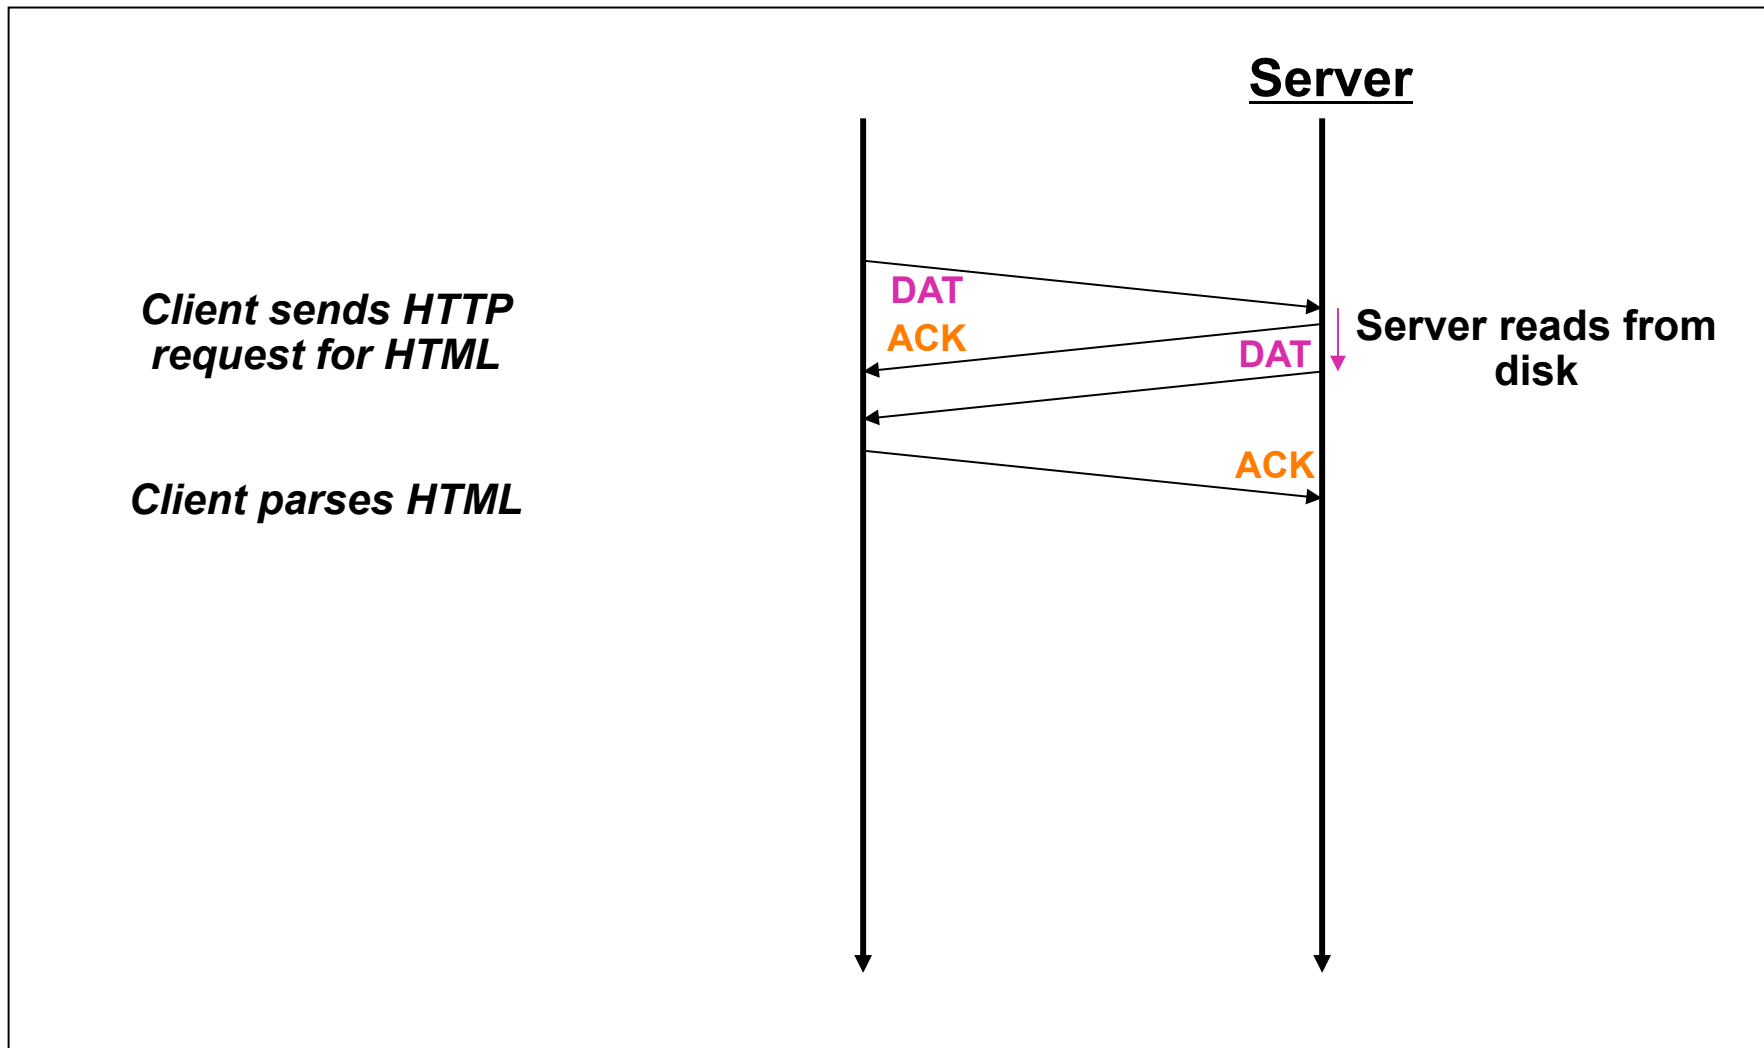 Server
Client sends HTTP
request for HTML
DAT
ACK
DAT
Server reads from
disk
ACK
Client parses HTML